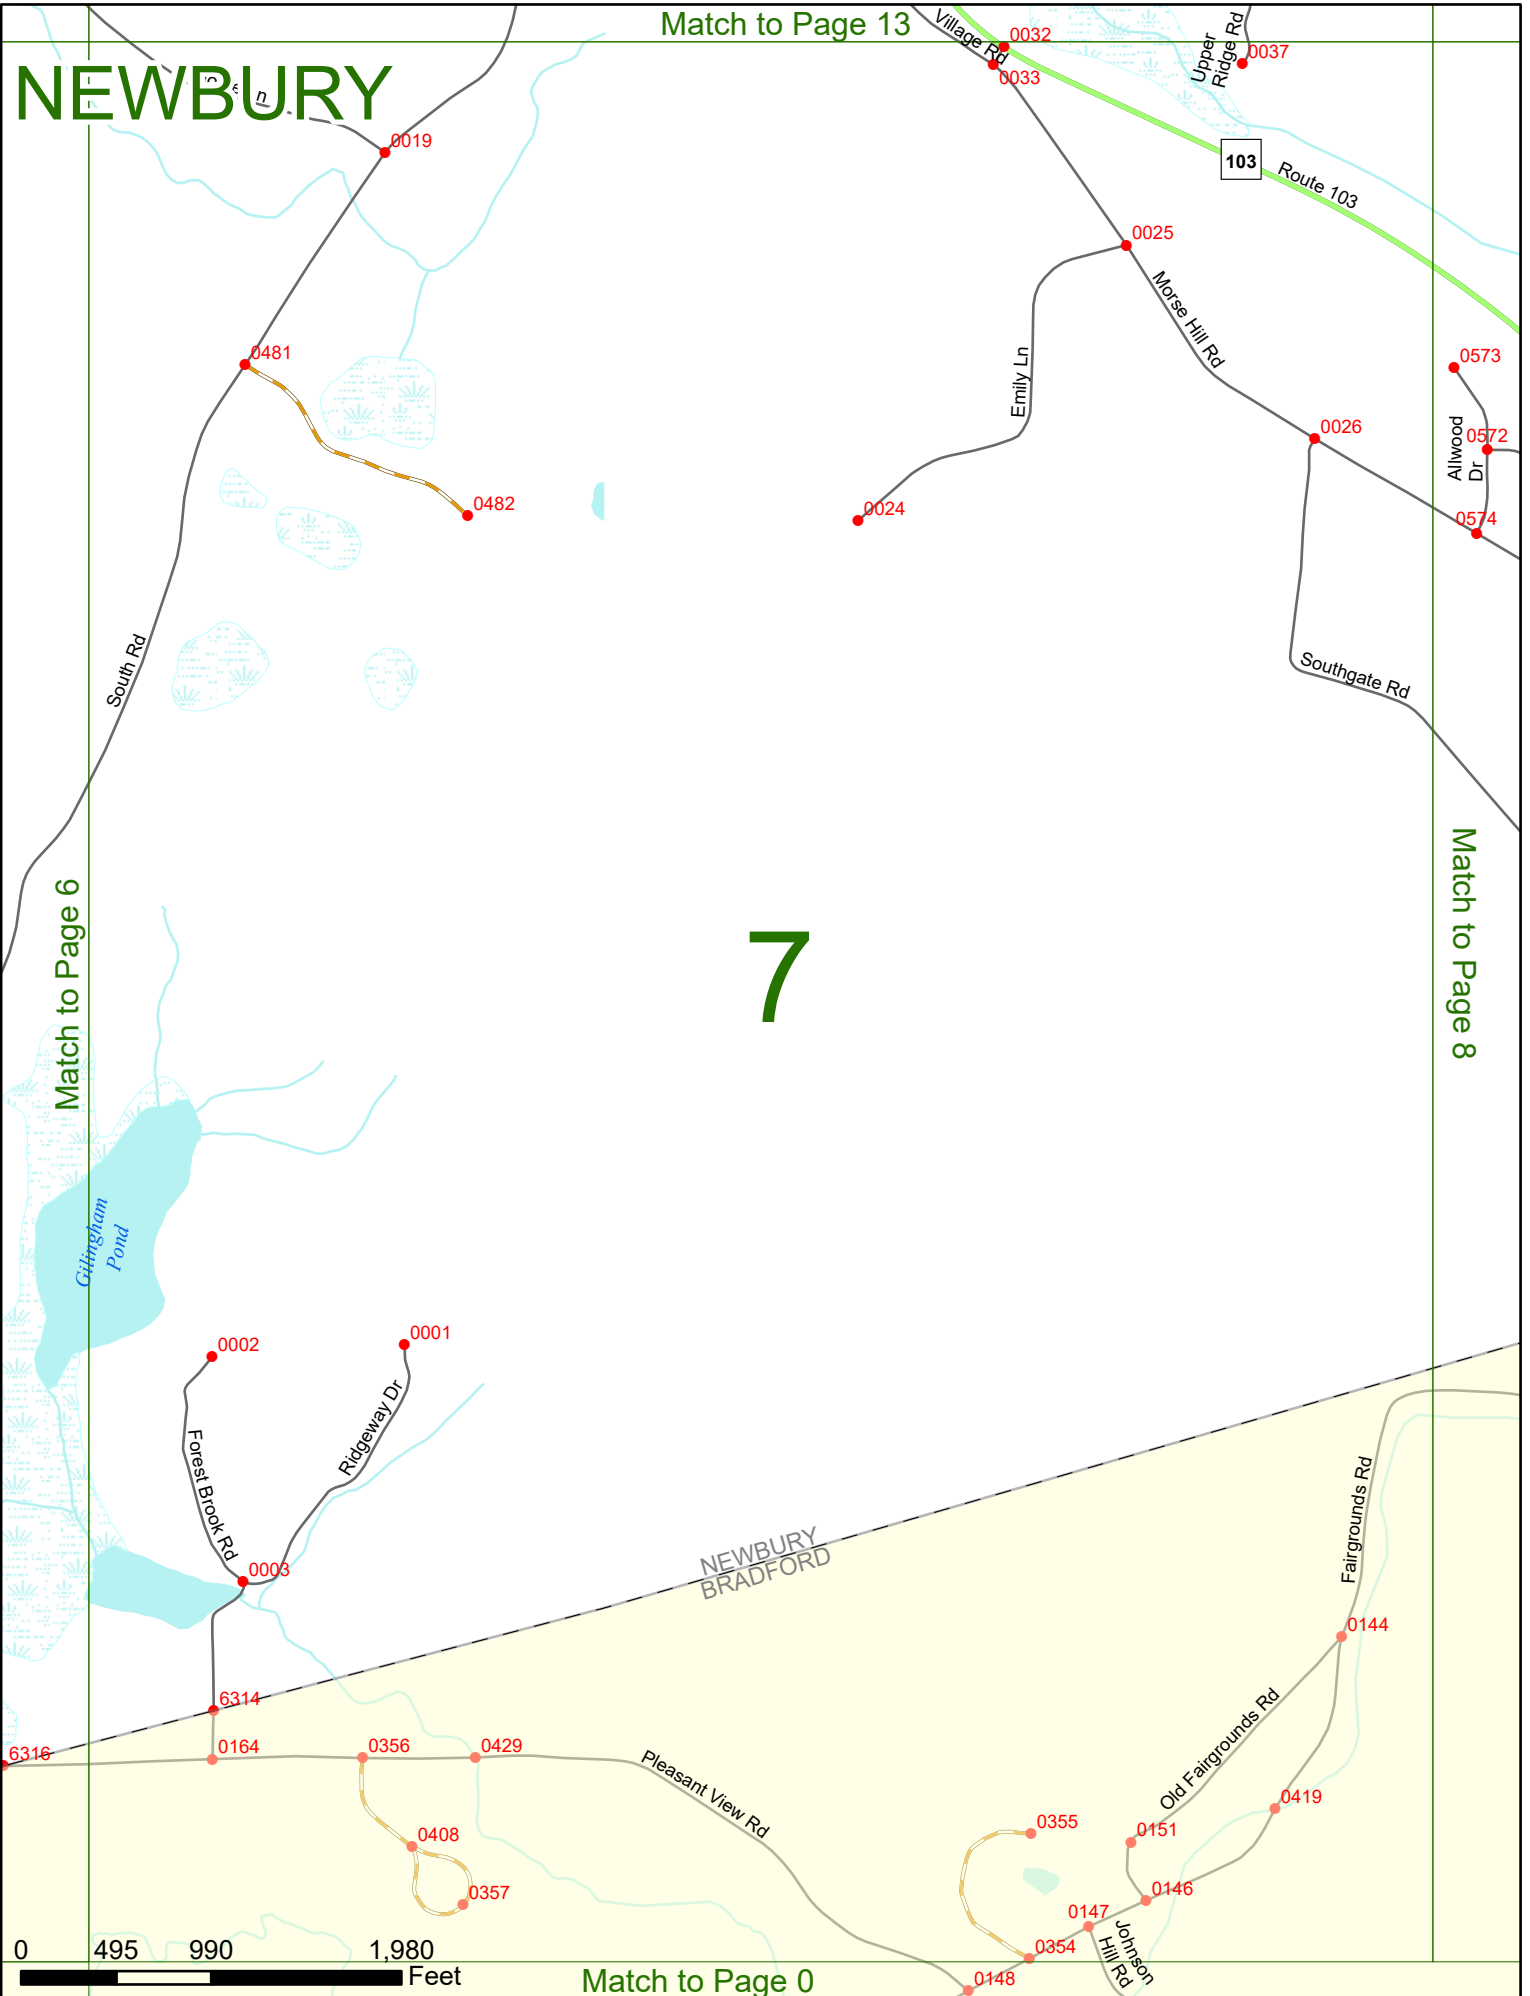 Match to Page 13
NEWBURY
Village Rd
0032
0033
Upper
Ridge Rd
0037
0019
103
Route 103
0025
Morse Hill Rd
Emily Ln
0481
0482
0024
0573
0026
Allwood
Dr
0572
0574
South Rd
Southgate Rd
Match to Page 6
7
Match to Page 8
Gilingham
Pond
0002
0001
Forest Brook Rd
Ridgeway Dr
0003
NEWBURY
BRADFORD
Fairgrounds Rd
0144
6314
6316
0164
0356
0429
Pleasant View Rd
Old Fairgrounds Rd
0419
0408
0355
0151
0357
0146
0147
Johnson
Hill Rd
0354
0148
0 495 990 1,980
Feet
Match to Page 0